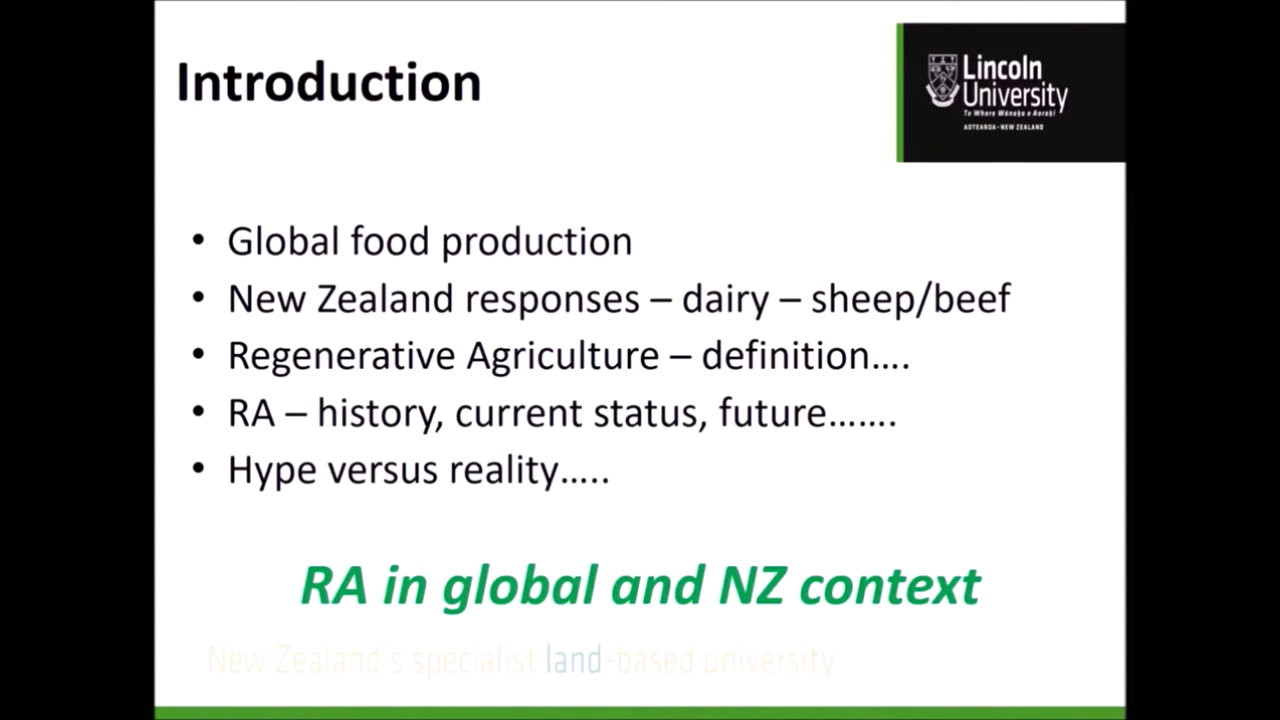 Introduction
Lincoln
University
Te Whare Wānaka o Aoraki
AOTEAROA • NEW ZEALAND
• Global food production
• New Zealand responses – dairy – sheep/beef
• Regenerative Agriculture – definition….
• RA – history, current status, future…….
• Hype versus reality…..
RA in global and NZ context
New Zealand's specialist land-based university